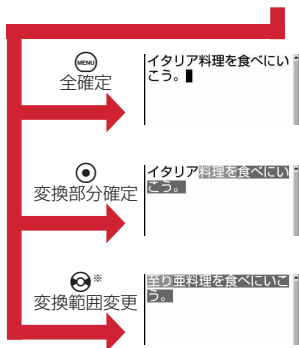 MENU
全確定
イタリア料理を食べにい
こう。
変換部分確定
イタリア料理を食べにい
こう。
※
変換範囲変更
至り亜料理を食べにいこ
う。